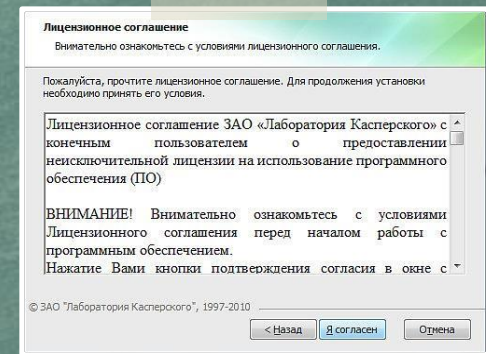 Лицензионное соглашение
Внимательно ознакомьтесь с условиями лицензионного соглашения.
Пожалуйста, прочтите лицензионное соглашение. Для продолжения установки
необходимо принять его условия.
Лицензионное соглашение ЗАО «Лаборатория Касперского» с
конечным пользователем о предоставлении
неисключительной лицензии на использование программного
обеспечения (ПО)
ВНИМАНИЕ! Внимательно ознакомьтесь с условиями
Лицензионного соглашения перед началом работы с
программным обеспечением.
Нажатие Вами кнопки подтверждения согласия в окне с
© ЗАО "Лаборатория Касперского", 1997-2010
< Назад Я согласен Отмена